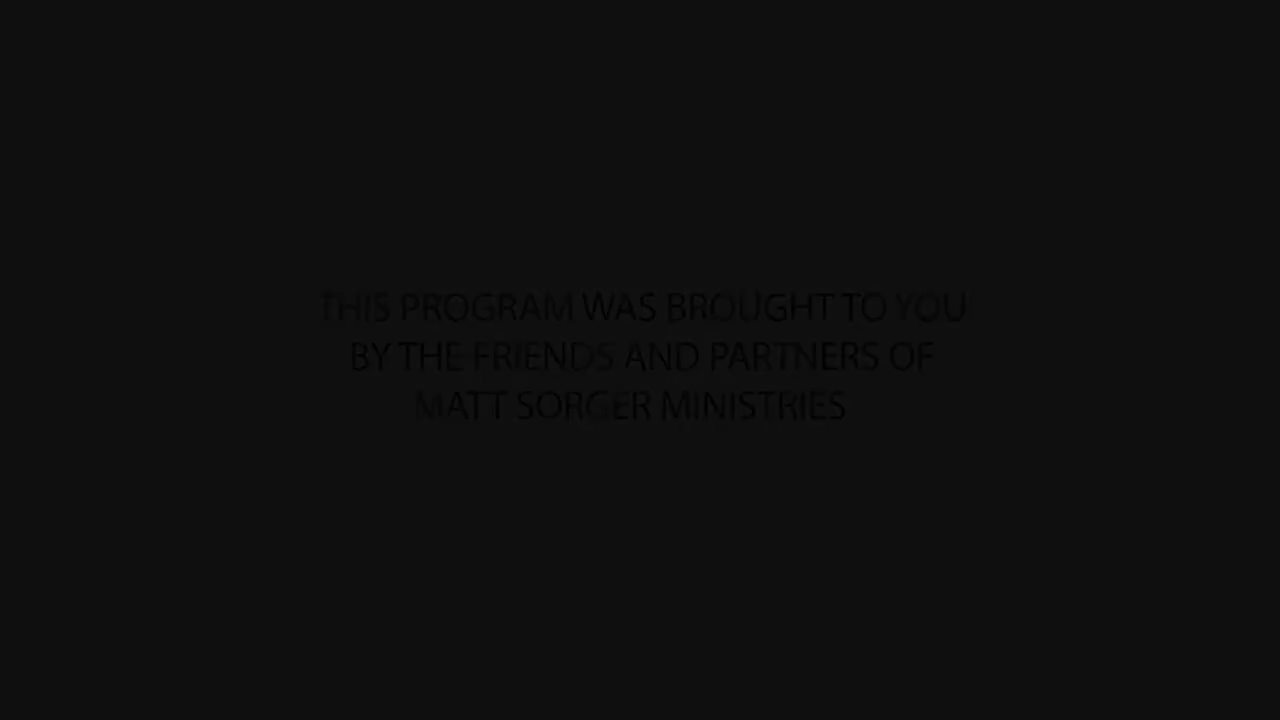 THIS PROGRAM WAS BROUGHT TO YOU
BY THE FRIENDS AND PARTNERS OF
MATT SORGER MINISTRIES